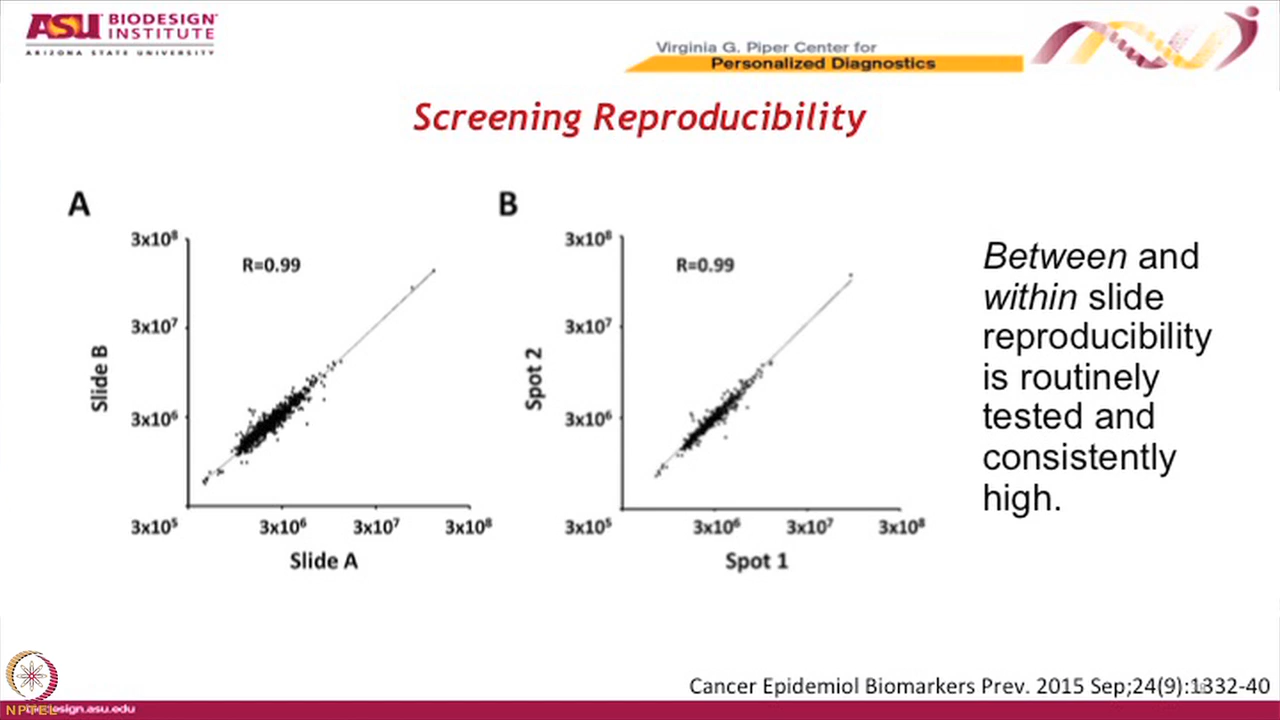 ASU BIODESIGN INSTITUTE
ARIZONA STATE UNIVERSITY
Virginia G. Piper Center for
Personalized Diagnostics
Screening Reproducibility
A
3x10⁸
3x10⁷
3x10⁶
3x10⁵
R=0.99
Slide B
3x10⁶
3x10⁷
3x10⁸
Slide A
B
3x10⁸
3x10⁷
3x10⁶
3x10⁵
R=0.99
Spot 2
3x10⁶
3x10⁷
3x10⁸
Spot 1
Between and
within slide
reproducibility
is routinely
tested and
consistently
high.
Cancer Epidemiol Biomarkers Prev. 2015 Sep;24(9):1332-40
NPTEL
design.asu.edu